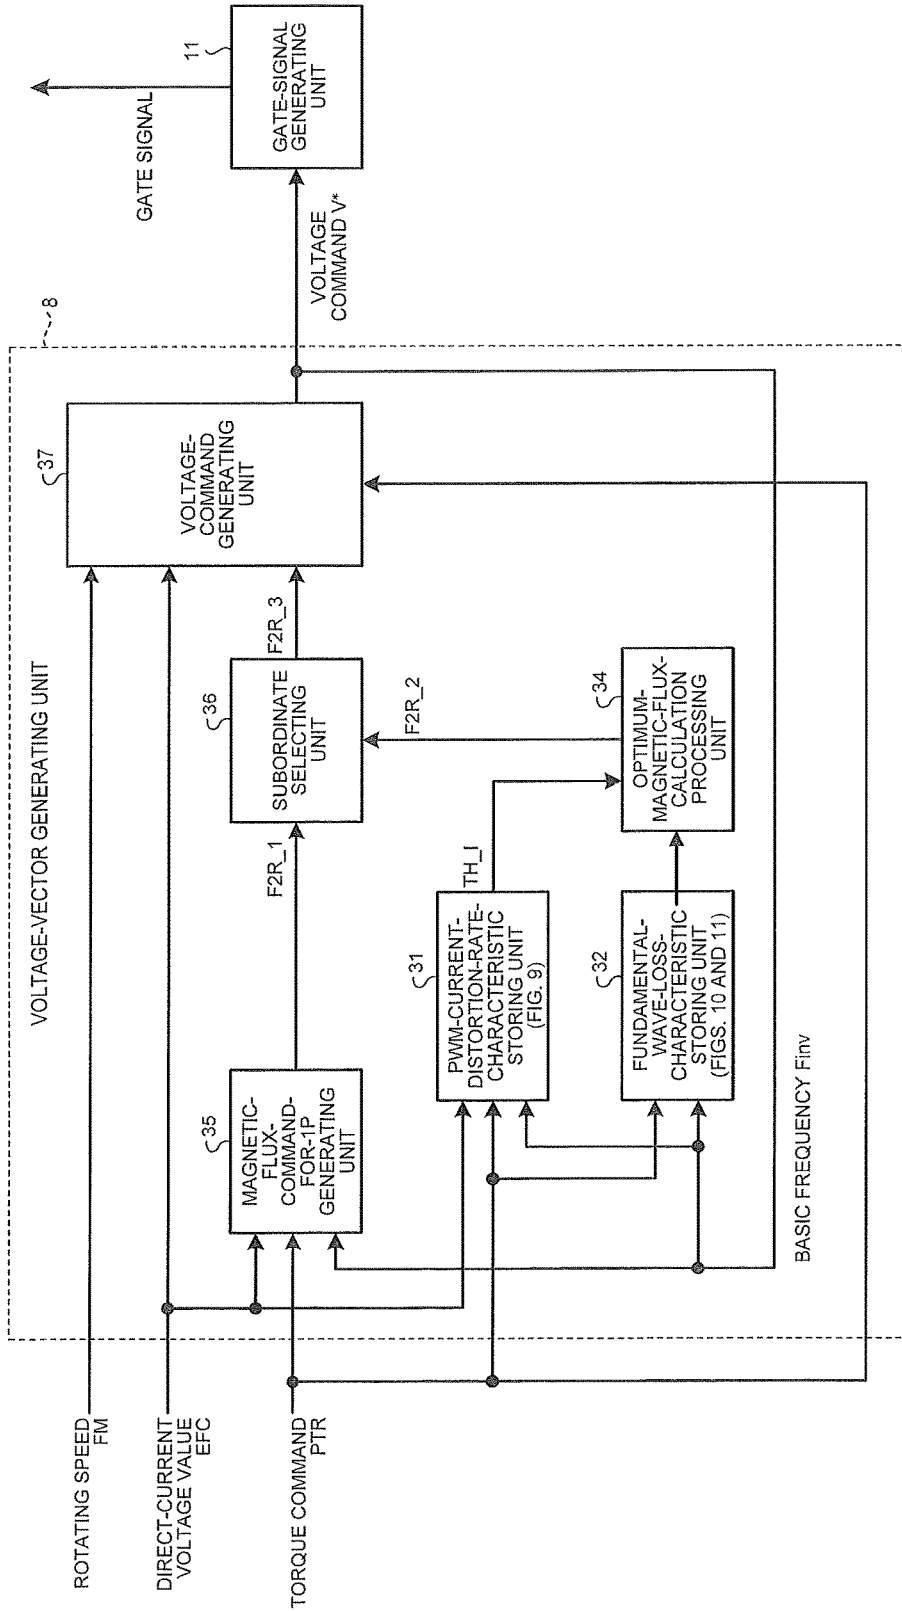 VOLTAGE-VECTOR GENERATING UNIT
8
ROTATING SPEED
FM
DIRECT-CURRENT
VOLTAGE VALUE
EFC
TORQUE COMMAND
PTR
35
MAGNETIC-
FLUX-
COMMAND-
FOR-1P
GENERATING
UNIT
F2R_1
36
SUBORDINATE
SELECTING
UNIT
F2R_3
37
VOLTAGE-
COMMAND
GENERATING
UNIT
VOLTAGE
COMMAND V*
11
GATE-SIGNAL
GENERATING
UNIT
GATE SIGNAL
31
PWM-CURRENT-
DISTORTION-RATE-
CHARACTERISTIC
STORING UNIT
(FIG. 9)
TH_I
F2R_2
32
FUNDAMENTAL-
WAVE-LOSS-
CHARACTERISTIC
STORING UNIT
(FIGS. 10 AND 11)
34
OPTIMUM-
MAGNETIC-FLUX-
CALCULATION
PROCESSING
UNIT
BASIC FREQUENCY Finv